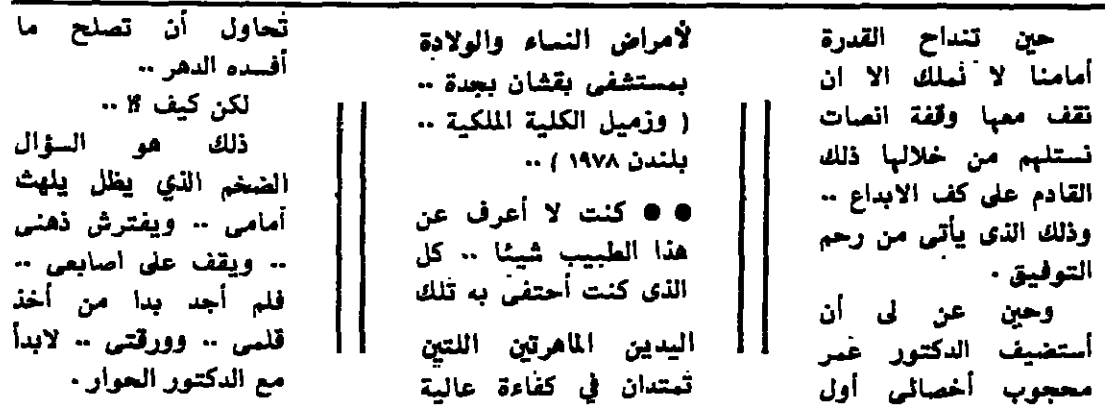 حين تنداح القدرة
أمامنا لا نملك الا ان
نقف معها وقفة انصات
نستلهم من خلالها ذلك
القادم على كف الابداع ..
وذلك الذى يأتى من رحم
التوفيق .
وحين عن لى أن
أستضيف الدكتور عمر
محجوب أخصائى أول
لأمراض النساء والولادة
بمستشفى بقشان بجدة ..
( وزميل الكلية الملكية ..
بلندن ١٩٧٨ ) ..
● ● كنت لا أعرف عن
هذا الطبيب شيئا .. كل
الذى كنت أحتفى به تلك
اليدين الماهرتين اللتين
تمتدان في كفاءة عالية
تحاول أن تصلح ما
أفسده الدهر ..
لكن كيف ؟! ..
ذلك هو السؤال
الضخم الذي يظل يلهث
أمامى .. ويفترش ذهنى
.. ويقف على اصابعى ..
فلم أجد بدا من أخذ
قلمى .. وورقتى .. لابدأ
مع الدكتور الحوار .